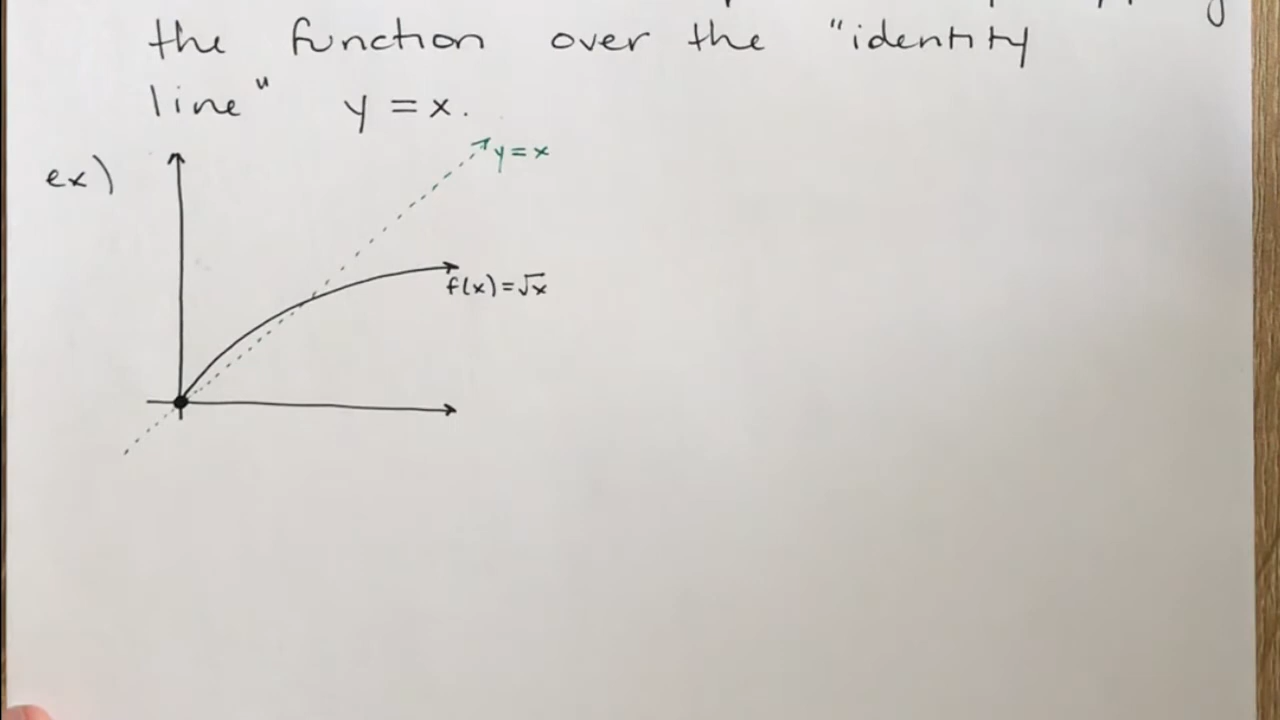 the function over the "identity
line" y = x.
ex)
y = x
f(x) = √x